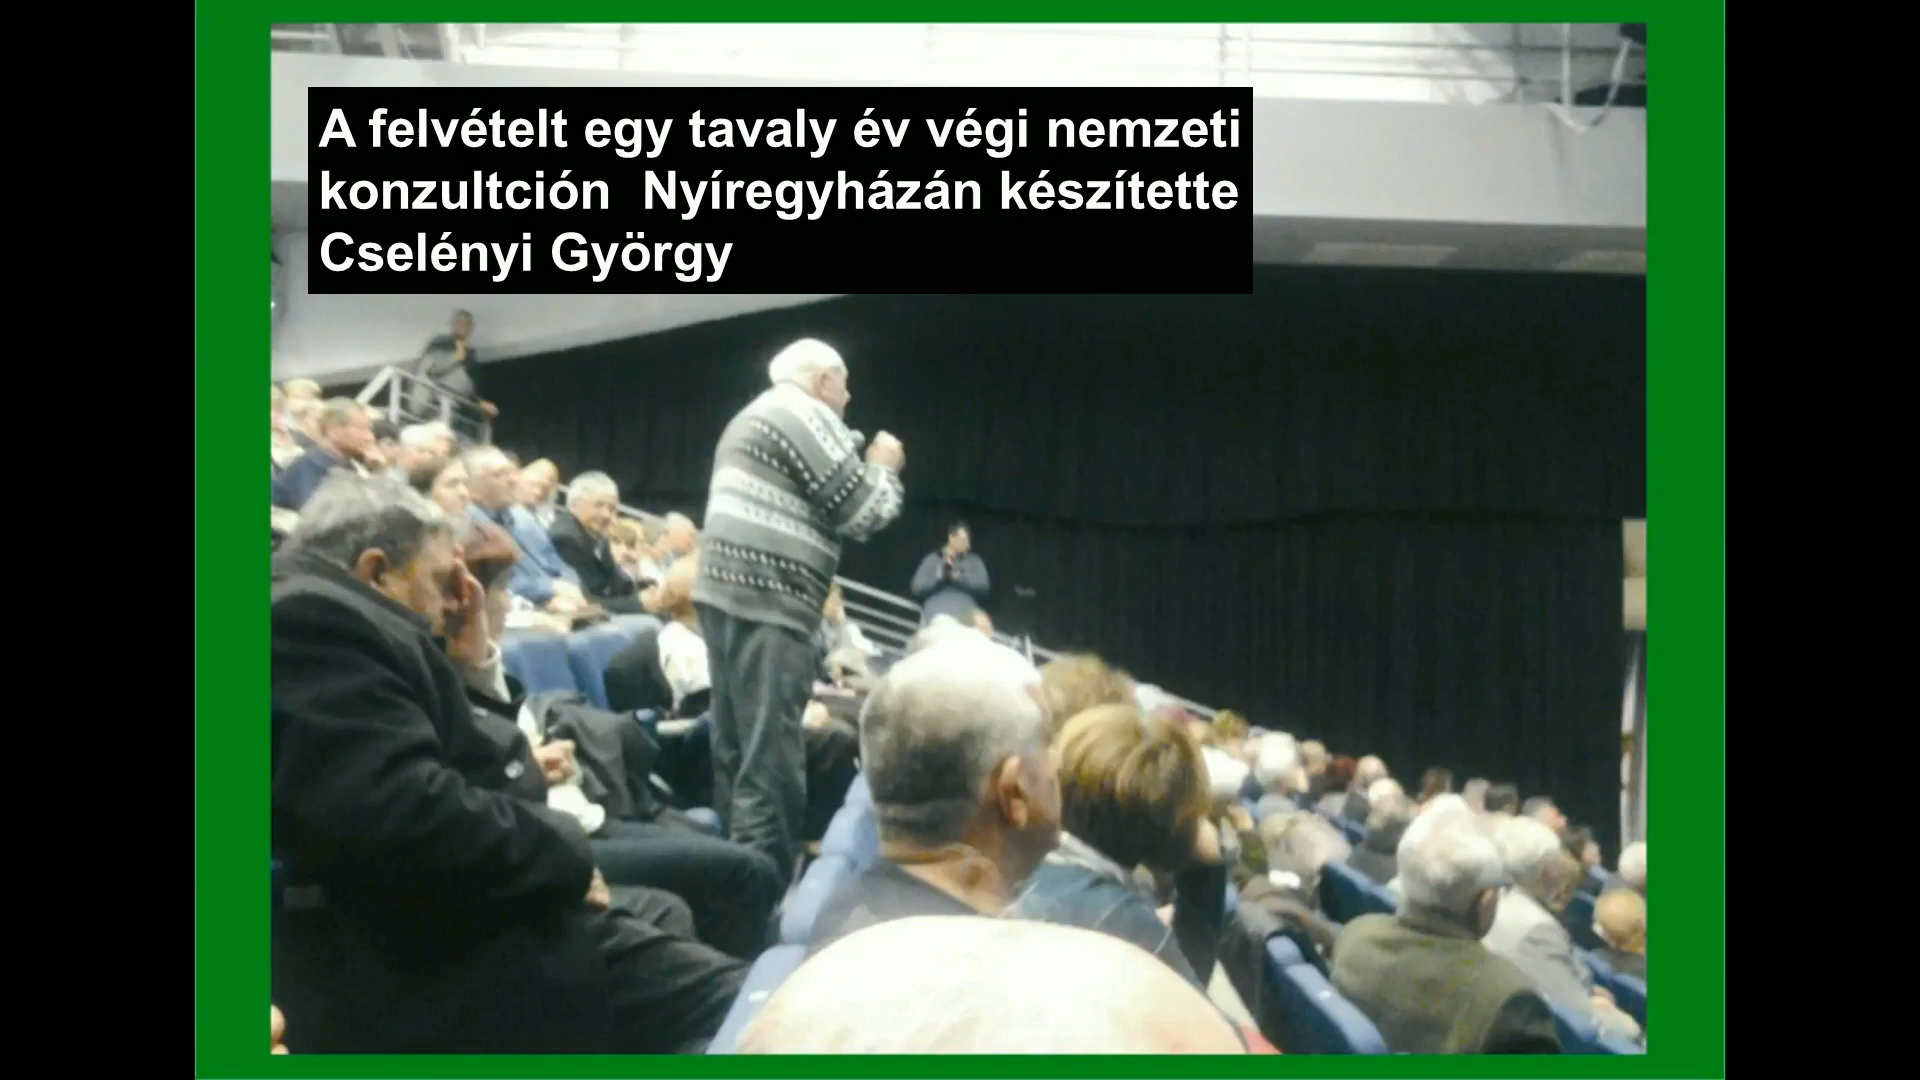 A felvételt egy tavaly év végi nemzeti
konzultción  Nyíregyházán készítette
Cselényi György